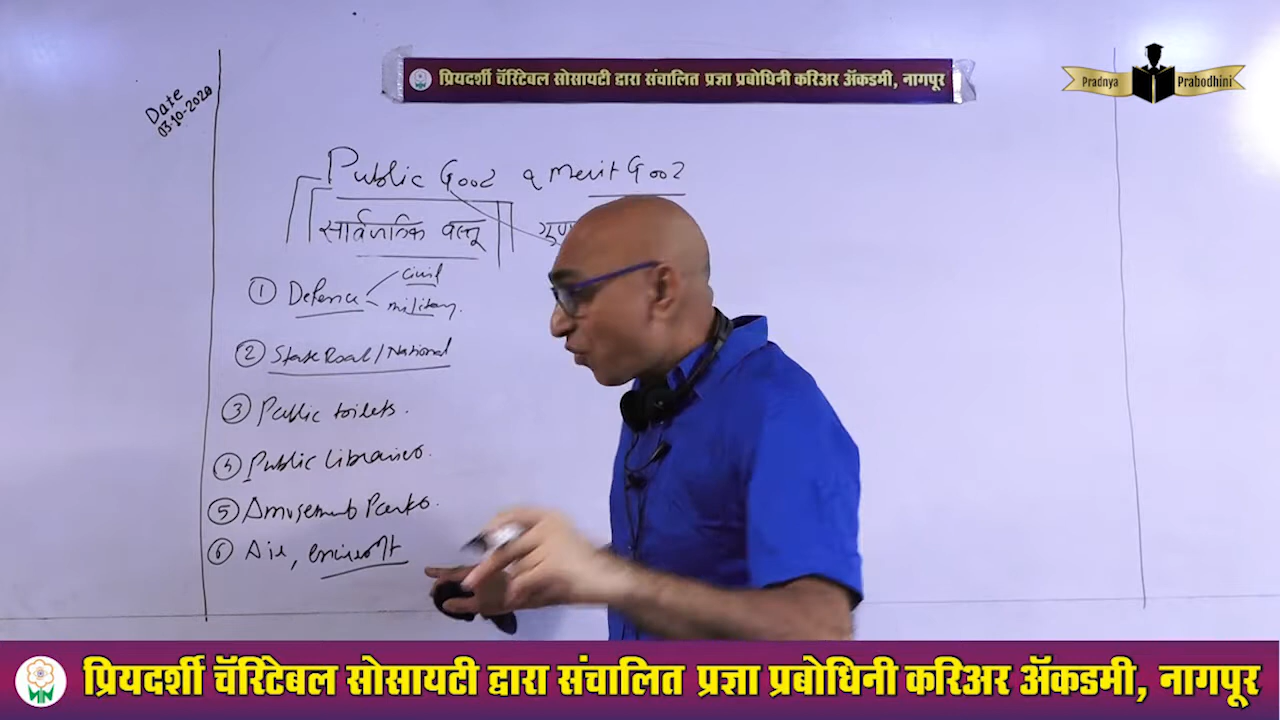 प्रियदर्शी चॅरिटेबल सोसायटी द्वारा संचालित प्रज्ञा प्रबोधिनी करिअर ॲकडमी, नागपूर
Pradnya Prabodhini
Date
03-10-2020
Public Good & Merit Good
सार्वजनिक वस्तू गुण
① Defence civil
military.
② State Road/National
③ Public toilets.
④ Public Libraries.
⑤ Amusement Parks.
⑥ Air,
प्रियदर्शी चॅरिटेबल सोसायटी द्वारा संचालित प्रज्ञा प्रबोधिनी करिअर ॲकडमी, नागपूर